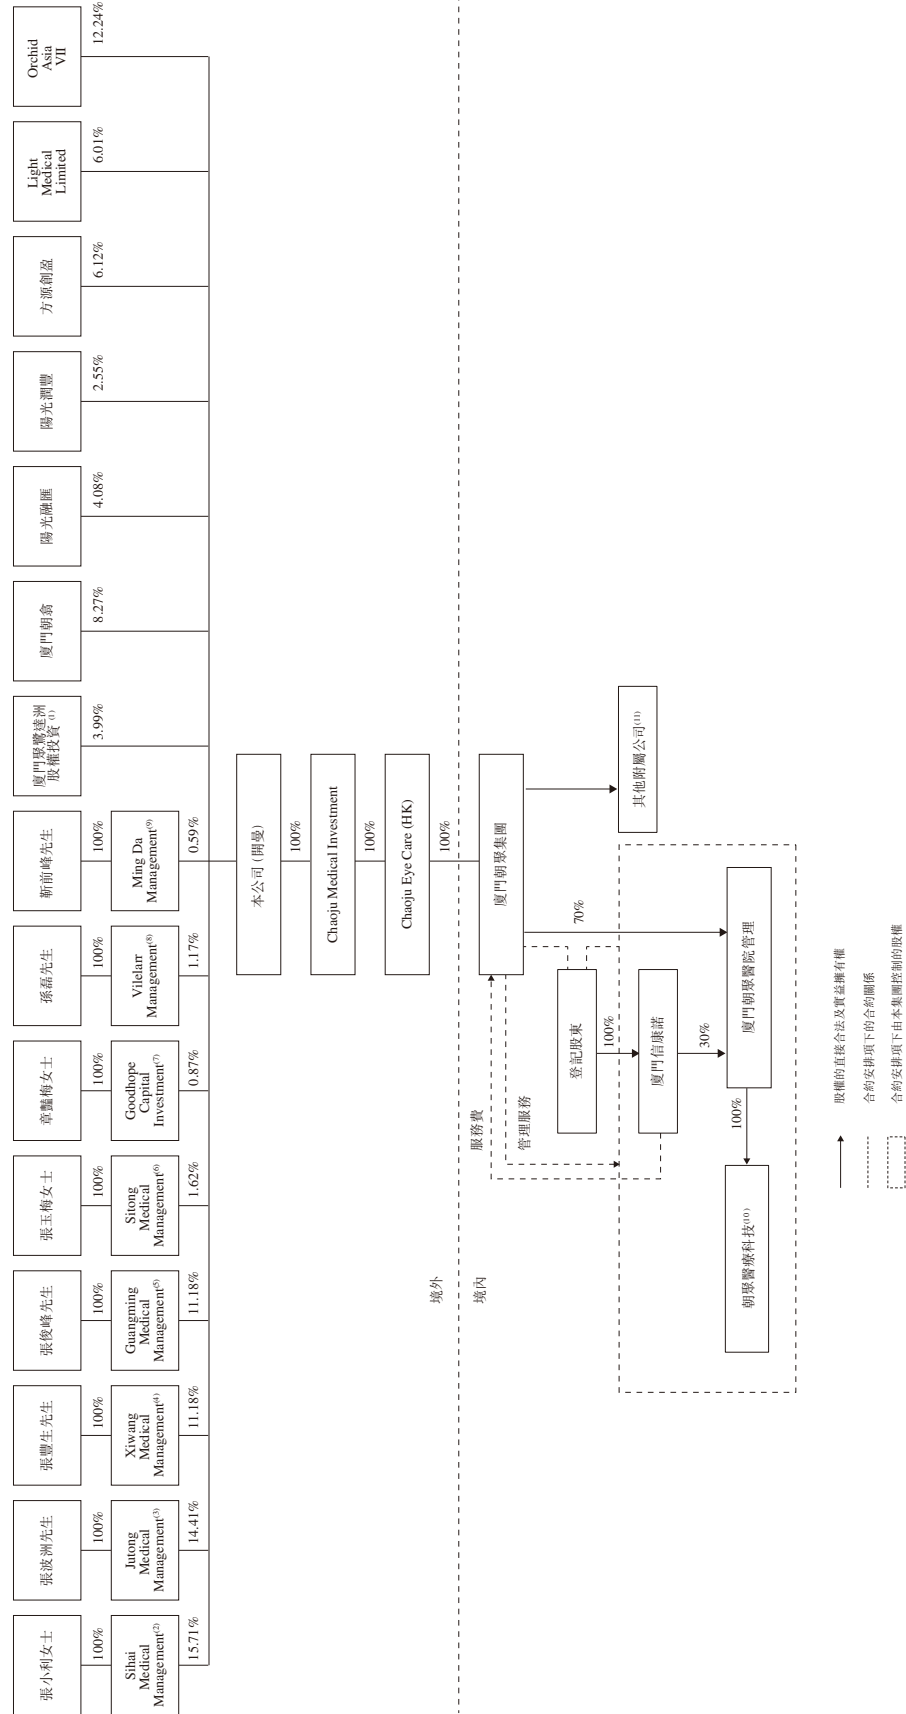 張小利女士
張波洲先生
張豐生先生
張俊峰先生
張玉梅女士
章豔梅女士
孫磊先生
靳前峰先生
廈門聚鷺達洲
股權投資(1)
廈門朝翕
陽光融匯
陽光潤豐
方源創盈
Light
Medical
Limited
Orchid
Asia
VII
100%
100%
100%
100%
100%
100%
100%
100%
3.99%
8.27%
4.08%
2.55%
6.12%
6.01%
12.24%
Sihai
Medical
Management(2)
Jutong
Medical
Management(3)
Xiwang
Medical
Management(4)
Guangming
Medical
Management(5)
Sitong
Medical
Management(6)
Goodhope
Capital
Investment(7)
Vilelarr
Management(8)
Ming Da
Management(9)
15.71%
14.41%
11.18%
11.18%
1.62%
0.87%
1.17%
0.59%
本公司(開曼)
100%
Chaoju Medical Investment
100%
Chaoju Eye Care (HK)
100%
境外
境內
廈門朝聚集團
服務費
管理服務
登記股東
100%
70%
其他附屬公司(11)
廈門信康諾
30%
朝聚醫療科技(10)
100%
廈門朝聚醫院管理
股權的直接合法及實益擁有權
合約安排項下的合約關係
合約安排項下由本集團控制的股權